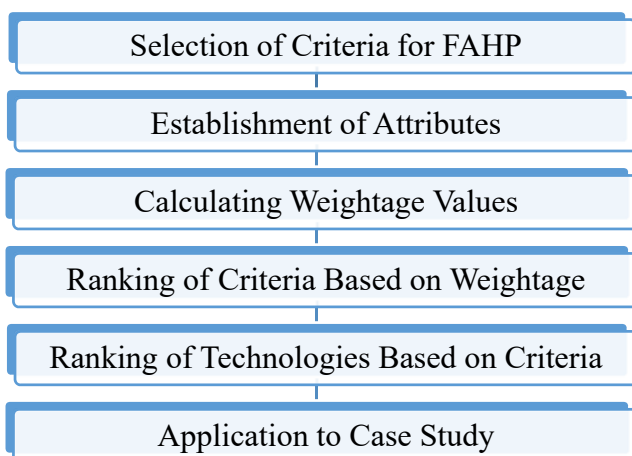 Selection of Criteria for FAHP
Establishment of Attributes
Calculating Weightage Values
Ranking of Criteria Based on Weightage
Ranking of Technologies Based on Criteria
Application to Case Study